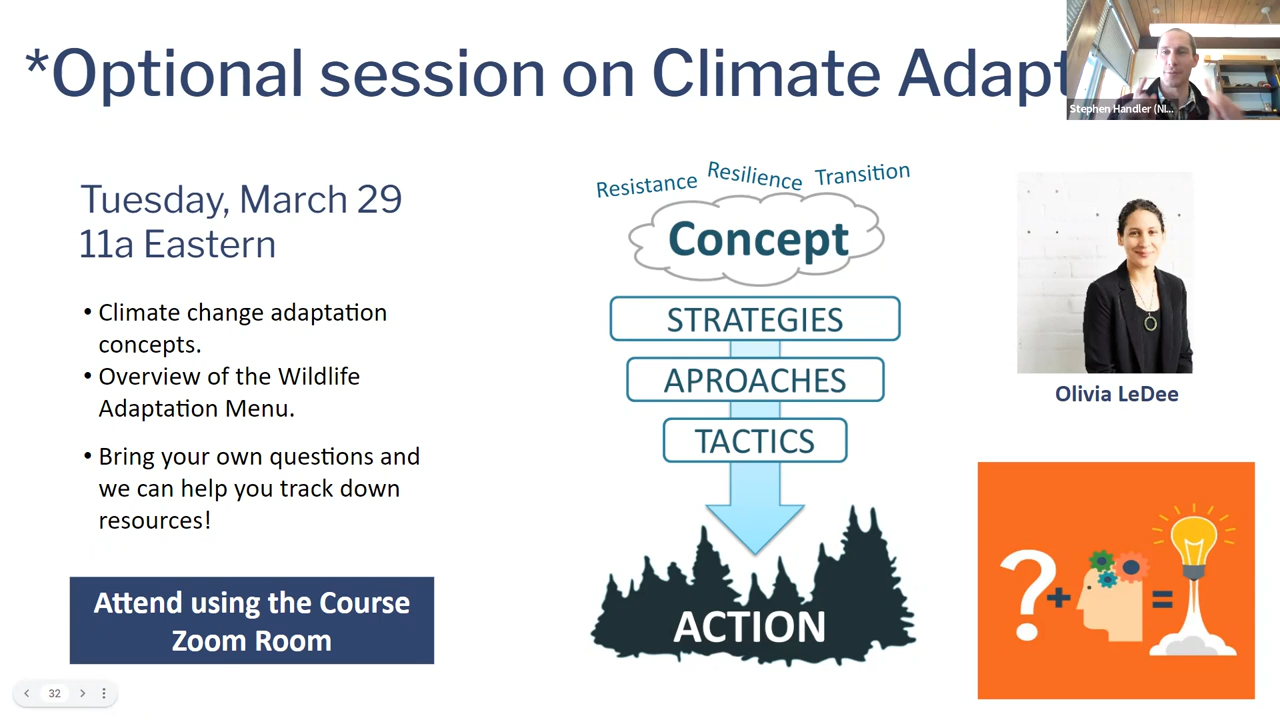 *Optional session on Climate Adapt
Stephen Handler (NI...
Tuesday, March 29
11a Eastern
• Climate change adaptation
concepts.
• Overview of the Wildlife
Adaptation Menu.
• Bring your own questions and
we can help you track down
resources!
Attend using the Course
Zoom Room
Resistance Resilience Transition
Concept
STRATEGIES
APROACHES
TACTICS
ACTION
Olivia LeDee
? + =
32